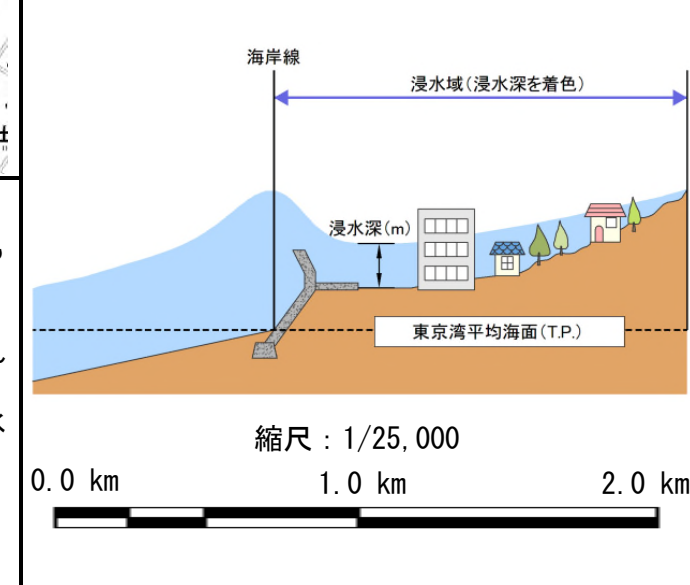 海岸線
浸水域（浸水深を着色）
浸水深（m）
東京湾平均海面（T.P.）
縮尺：1/25,000
0.0 km 1.0 km 2.0 km